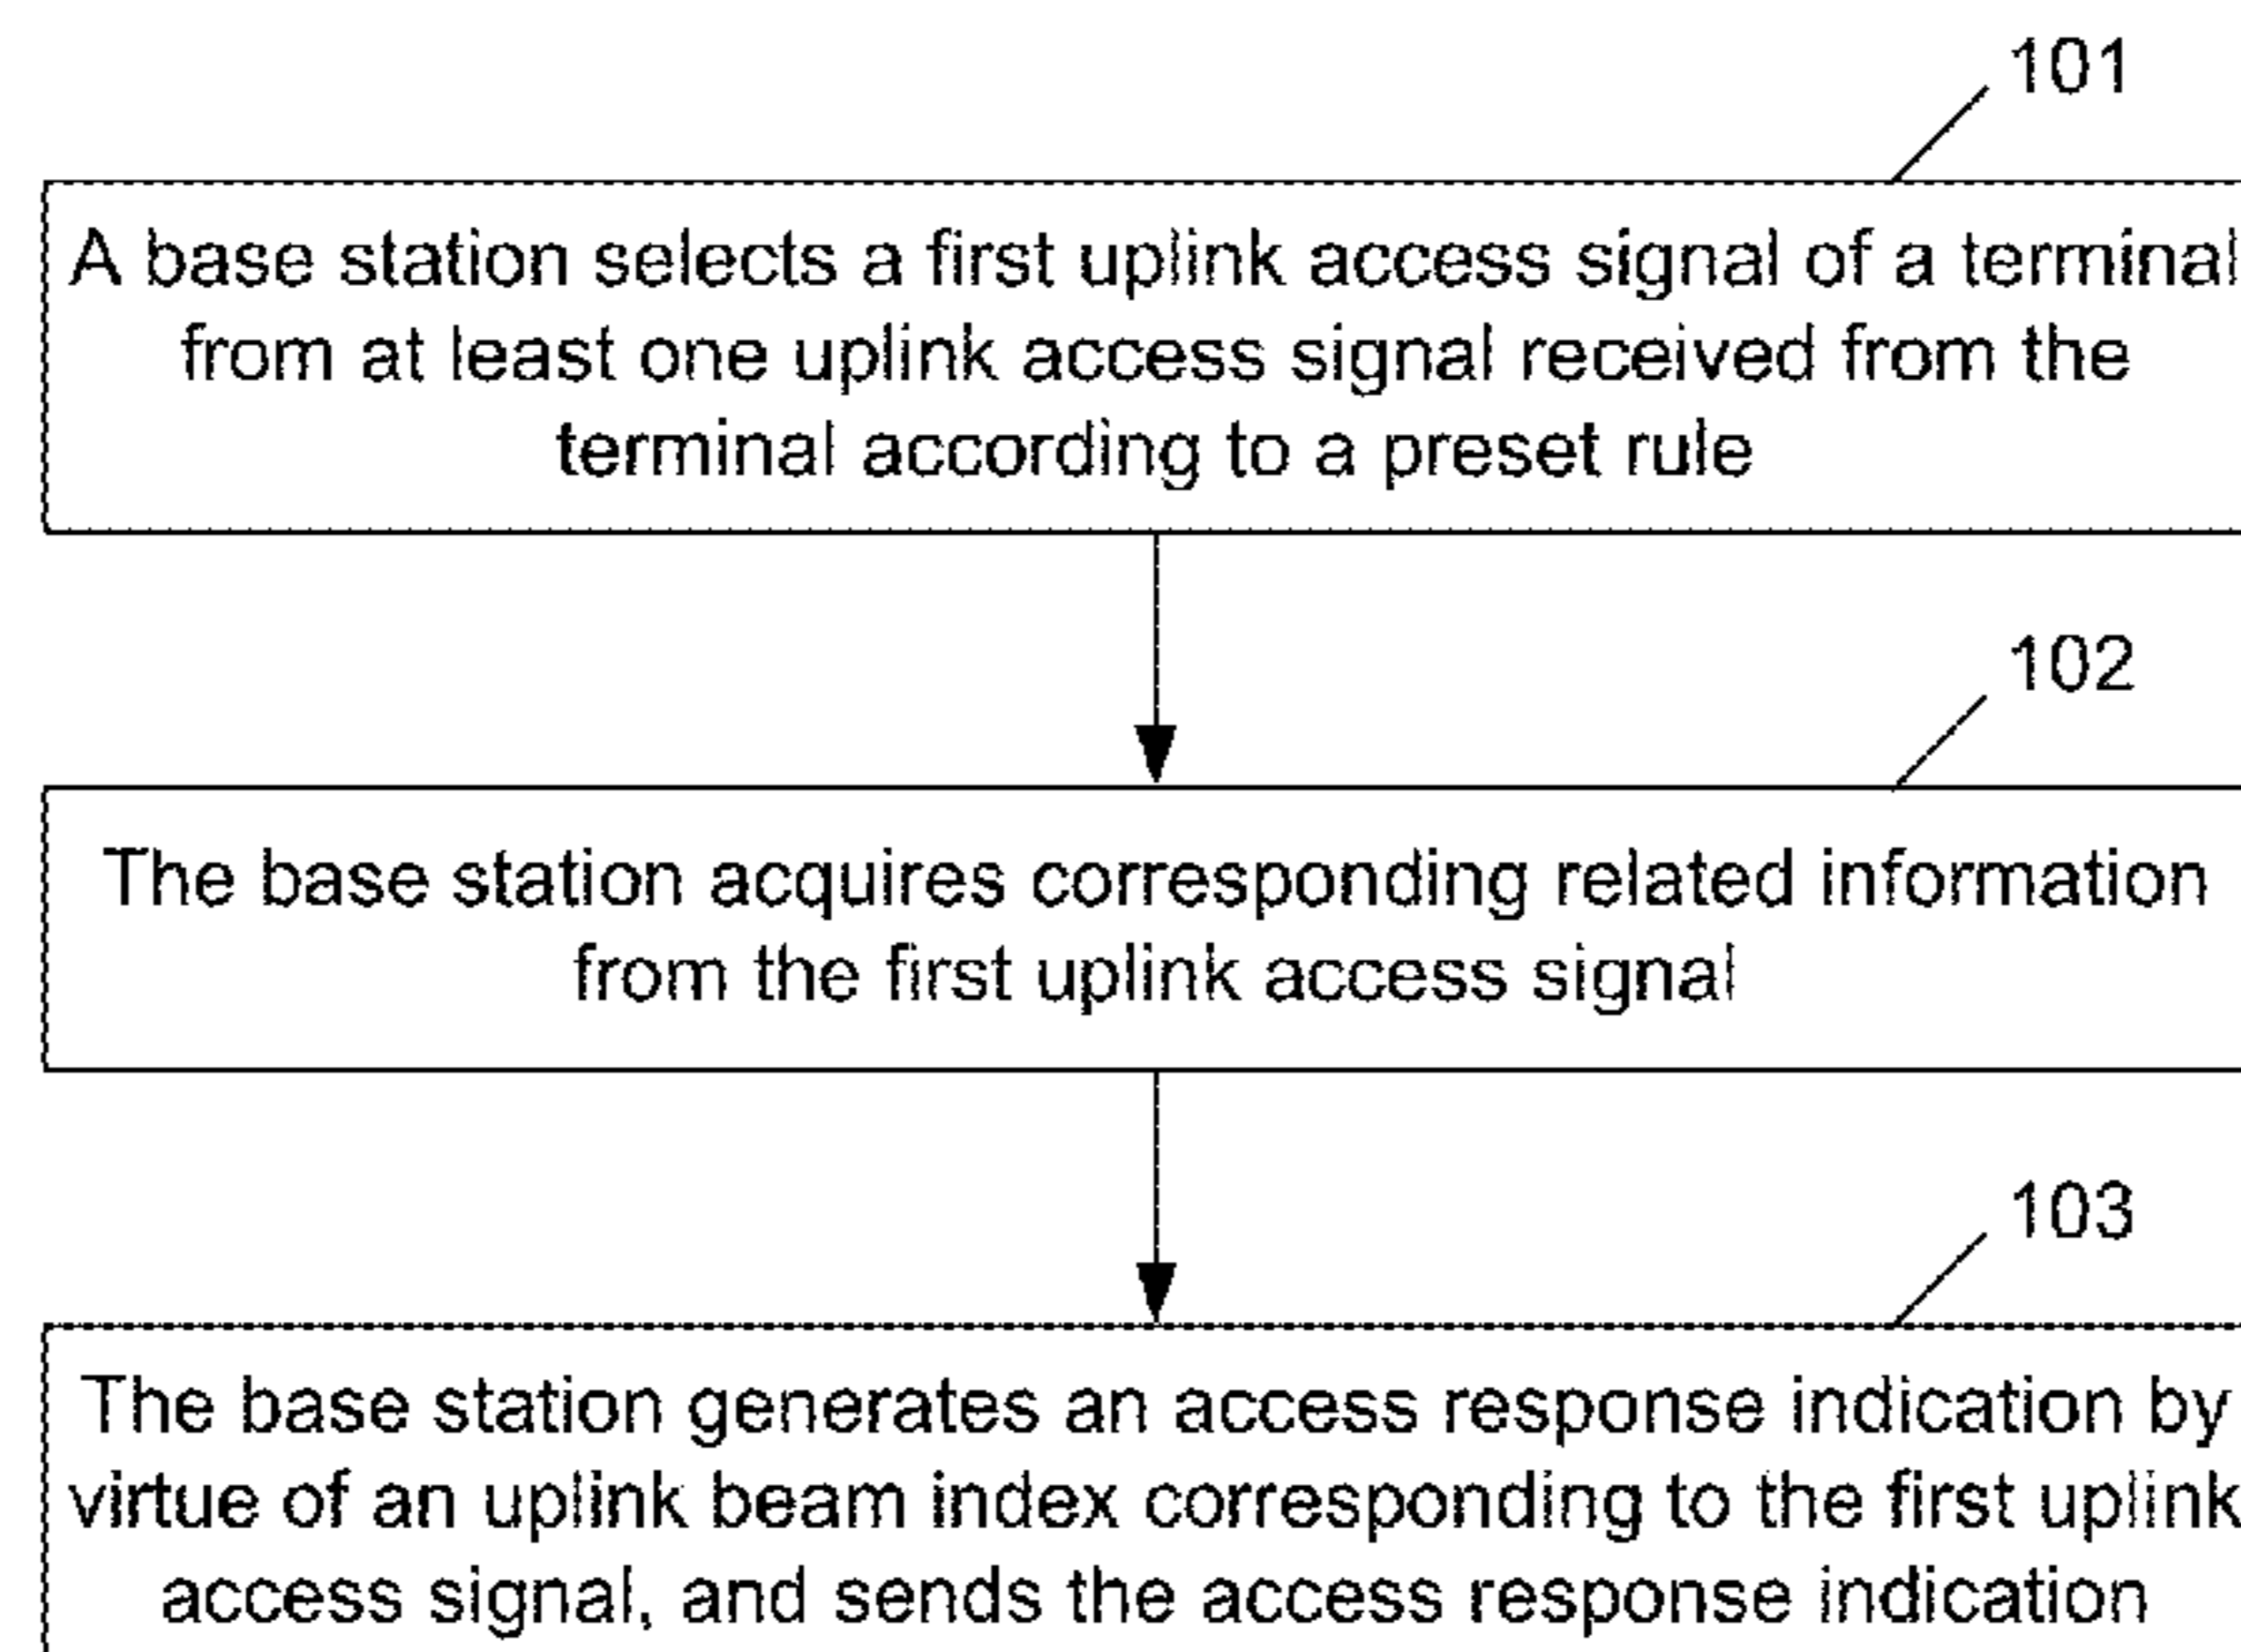 101
A base station selects a first uplink access signal of a terminal
from at least one uplink access signal received from the
terminal according to a preset rule
102
The base station acquires corresponding related information
from the first uplink access signal
103
The base station generates an access response indication by
virtue of an uplink beam index corresponding to the first uplink
access signal, and sends the access response indication